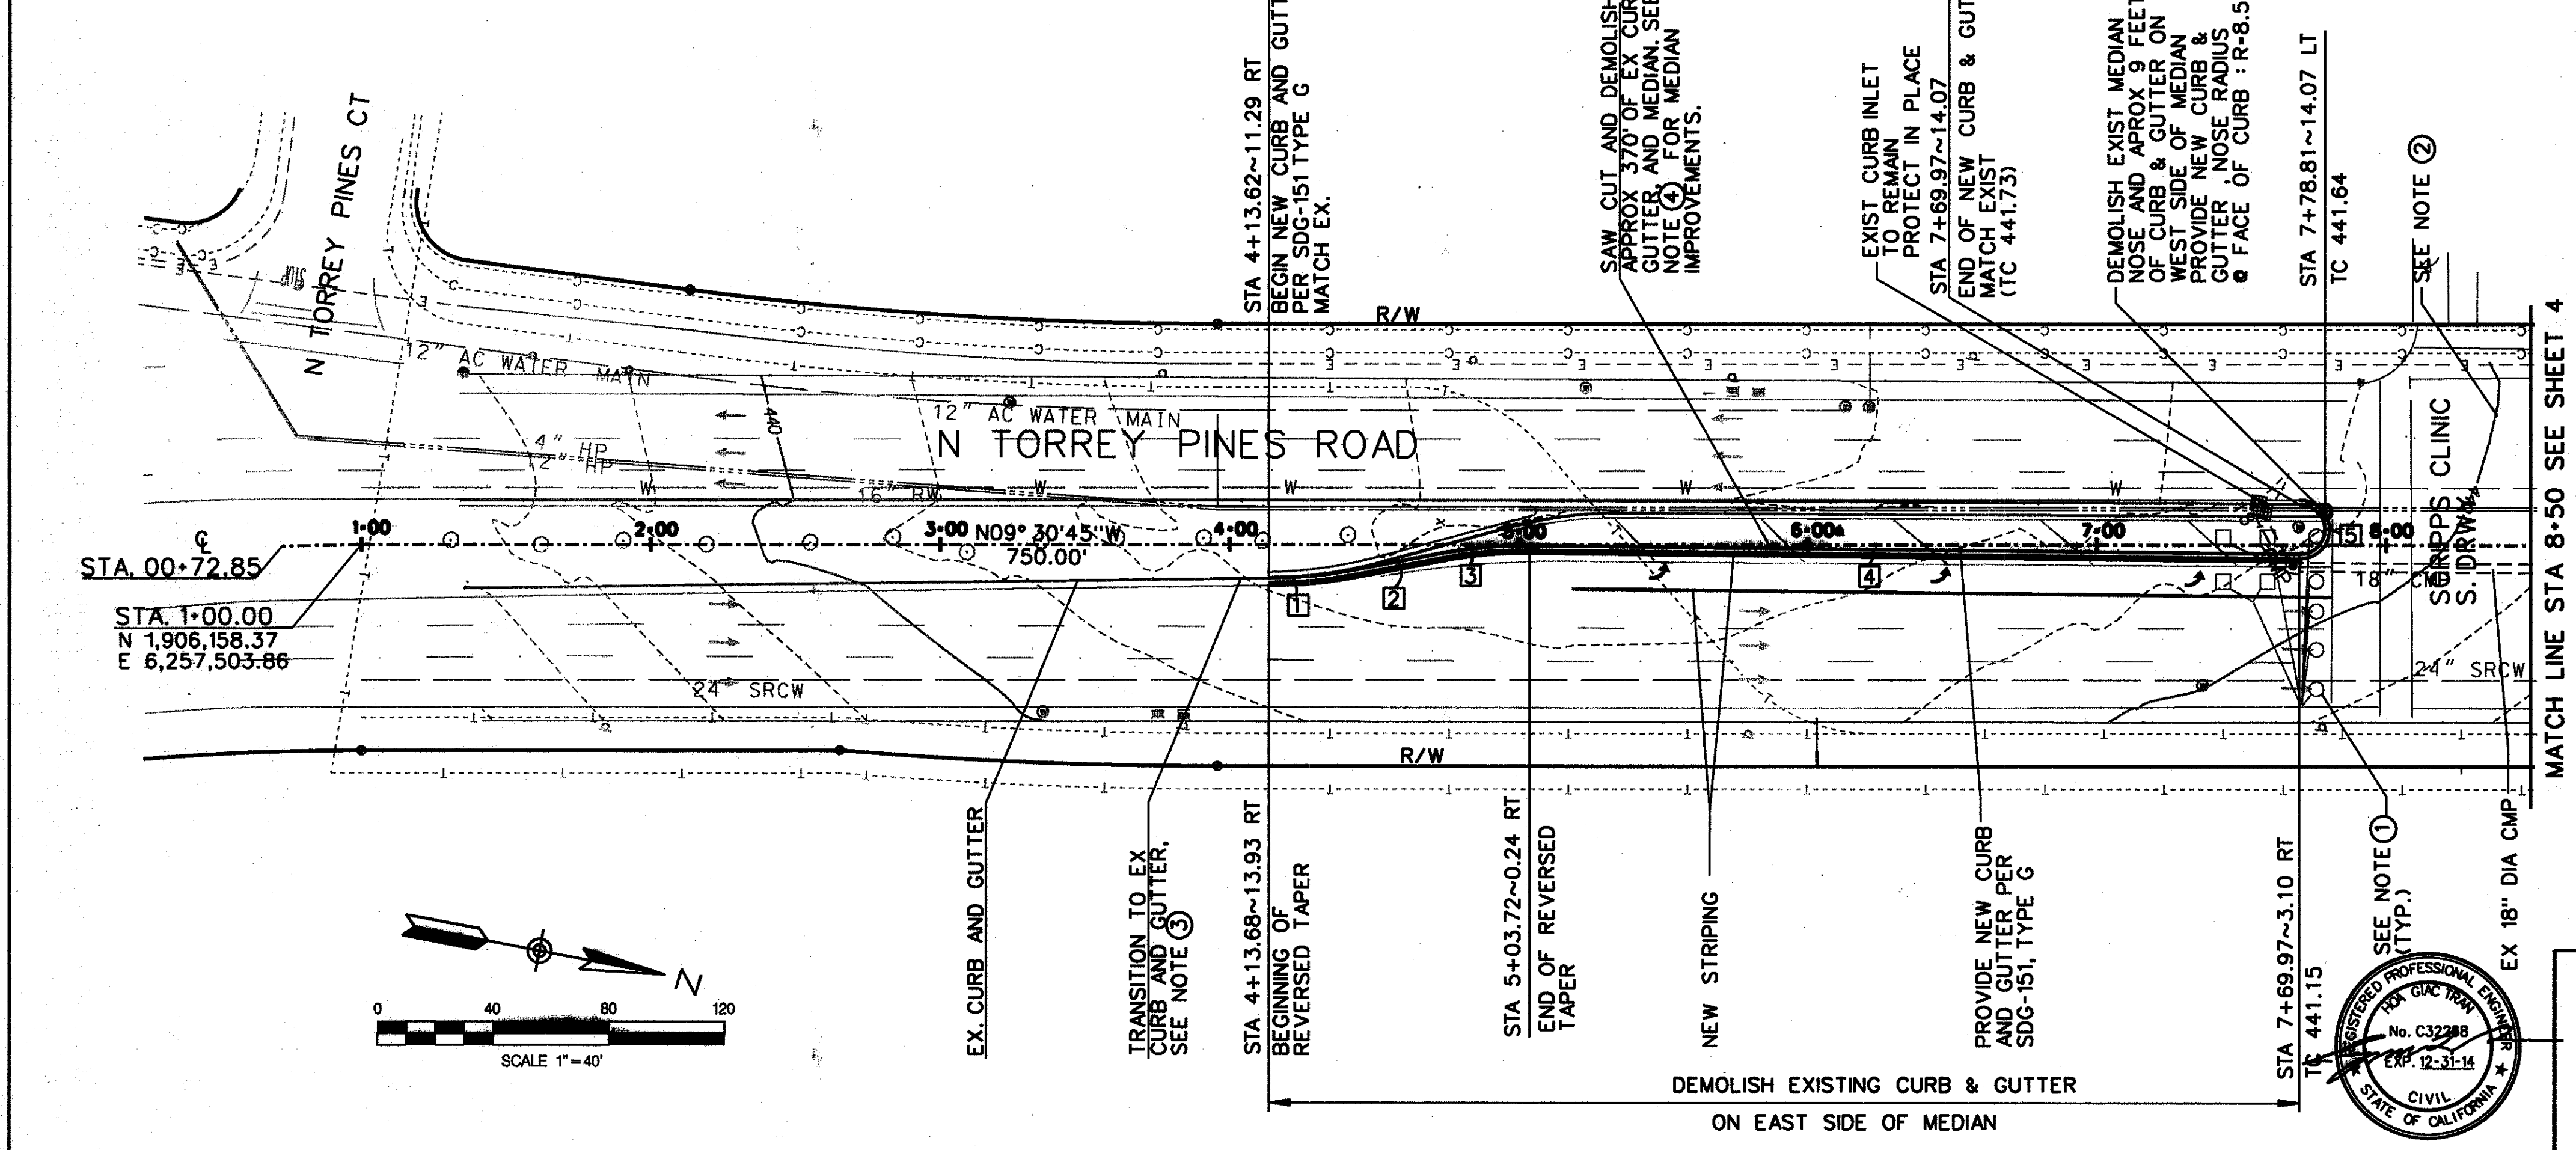 N TORREY PINES CT
STOP
STA 4+13.62~11.29 RT
BEGIN NEW CURB AND GUTT
PER SDG-151 TYPE G
MATCH EX.
SAW CUT AND DEMOLISH
APPROX 370' OF EX CUR
GUTTER, AND MEDIAN. SEE
NOTE 4 FOR MEDIAN
IMPROVEMENTS.
EXIST CURB INLET
TO REMAIN
PROTECT IN PLACE
STA 7+69.97~14.07
END OF NEW CURB & GUT
MATCH EXIST
(TC 441.73)
DEMOLISH EXIST MEDIAN
NOSE AND APROX 9 FEET
OF CURB & GUTTER ON
WEST SIDE OF MEDIAN
PROVIDE NEW CURB &
GUTTER , NOSE RADIUS
@ FACE OF CURB : R=8.5
STA 7+78.81~14.07 LT
TC 441.64
SEE NOTE 2
MATCH LINE STA 8+50 SEE SHEET 4
R/W
12" AC WATER MAIN
12" AC WATER MAIN
440
N TORREY PINES ROAD
4" HP
12" HP
16" RW
W W W W W
1+00
2+00
3+00
4+00
5+00
6+00
7+00
8+00
N09° 30'45"W
750.00'
STA. 00+72.85
STA. 1+00.00
N 1,906,158.37
E 6,257,503.86
1
2
3
4
5
18" CMP
SCRIPPS CLINIC
S. DRWY
24" SRCW
24" SRCW
R/W
EX. CURB AND GUTTER
TRANSITION TO EX
CURB AND GUTTER,
SEE NOTE 3
STA 4+13.68~13.93 RT
BEGINNING OF
REVERSED TAPER
STA 5+03.72~0.24 RT
END OF REVERSED
TAPER
NEW STRIPING
PROVIDE NEW CURB
AND GUTTER PER
SDG-151, TYPE G
STA 7+69.97~3.10 RT
TC 441.15
SEE NOTE 1
(TYP.)
EX 18" DIA CMP
N
0 40 80 120
SCALE 1"=40'
DEMOLISH EXISTING CURB & GUTTER
ON EAST SIDE OF MEDIAN
REGISTERED PROFESSIONAL ENGINEER
HOA GIAC TRAN
No. C32268
EXP. 12-31-14
CIVIL
STATE OF CALIFORNIA